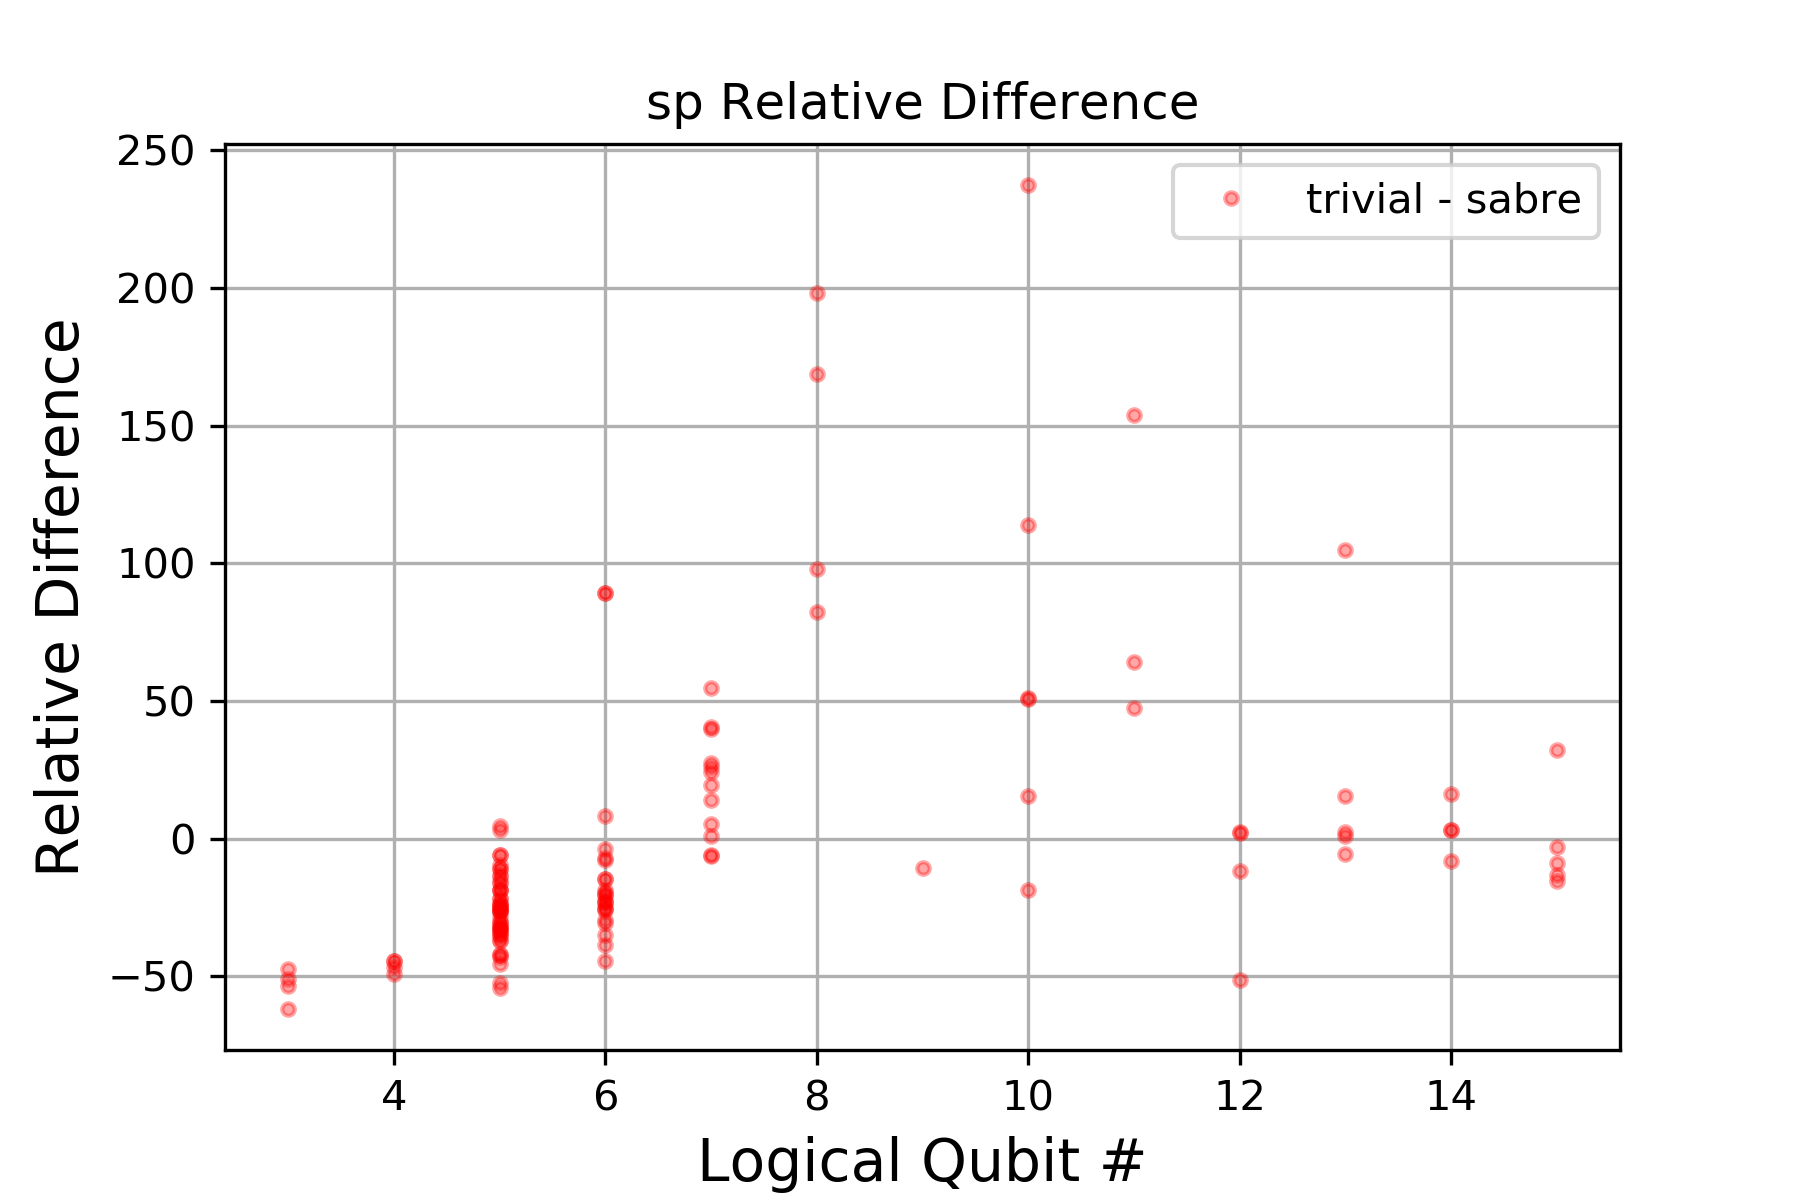 sp Relative Difference
250
200
150
100
50
0
−50
Relative Difference
trivial - sabre
4 6 8 10 12 14
Logical Qubit #